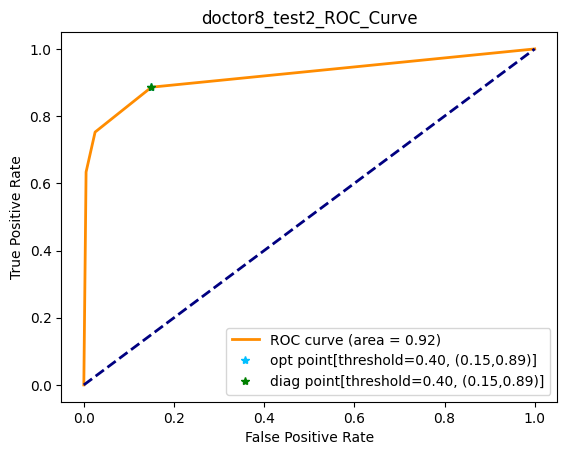 doctor8_test2_ROC_Curve
1.0
0.8
0.6
0.4
0.2
0.0
True Positive Rate
ROC curve (area = 0.92)
opt point[threshold=0.40, (0.15,0.89)]
diag point[threshold=0.40, (0.15,0.89)]
0.0 0.2 0.4 0.6 0.8 1.0
False Positive Rate